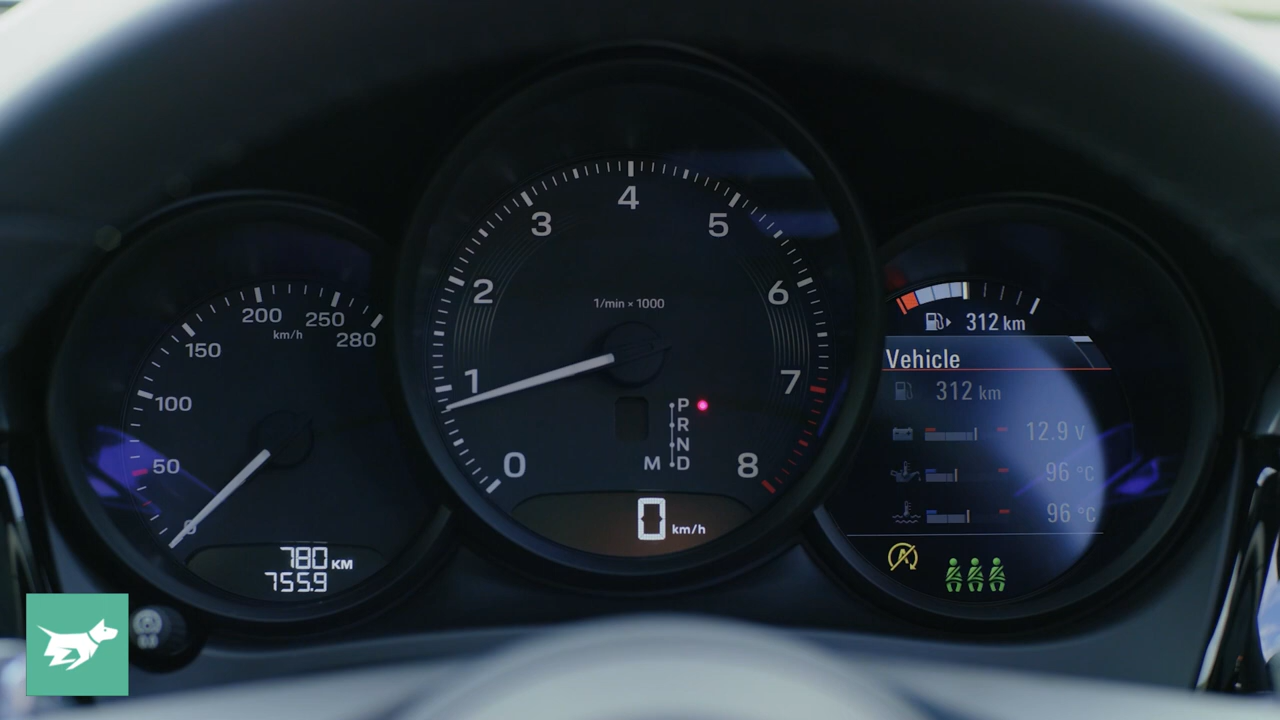 50
100
150
200
250
280
km/h
0
780 KM
755.9
0
1
2
3
4
5
6
7
8
1/min × 1000
P
R
N
M D
0 km/h
312 km
Vehicle
312 km
12.9 V
96 °C
96 °C
A